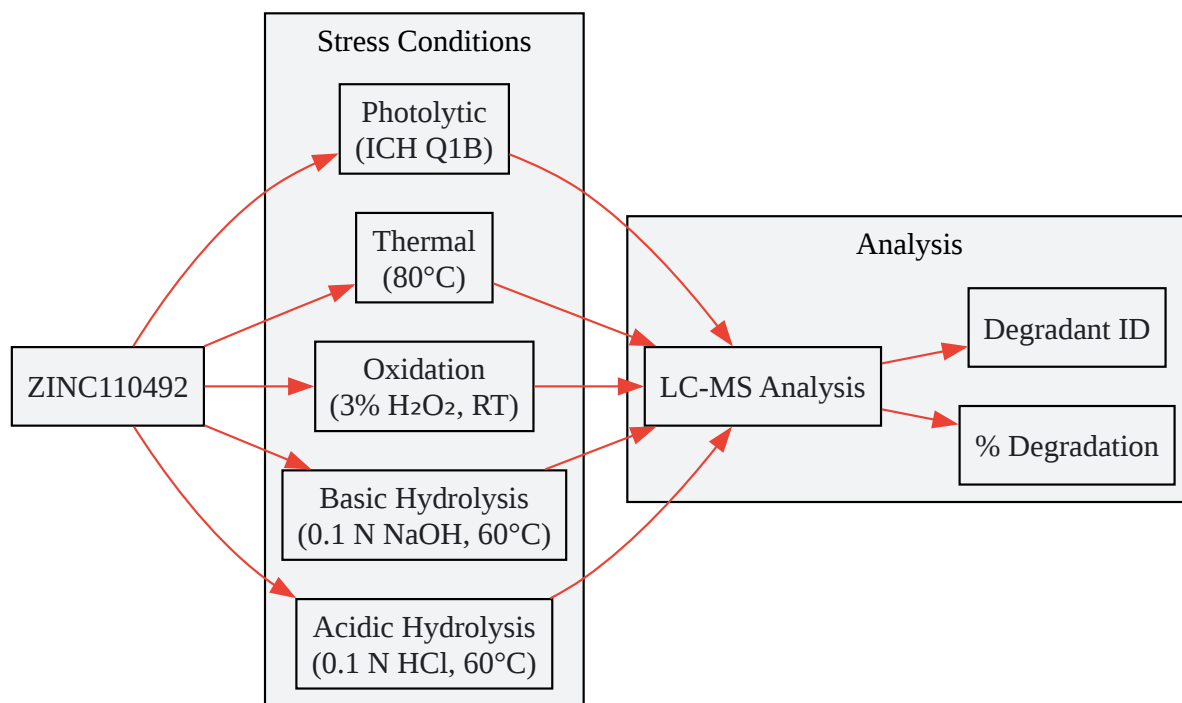 Stress Conditions
Photolytic
(ICH Q1B)
Thermal
(80°C)
Oxidation
(3% H₂O₂, RT)
Basic Hydrolysis
(0.1 N NaOH, 60°C)
Acidic Hydrolysis
(0.1 N HCl, 60°C)
ZINC110492
Analysis
LC-MS Analysis
Degradant ID
% Degradation